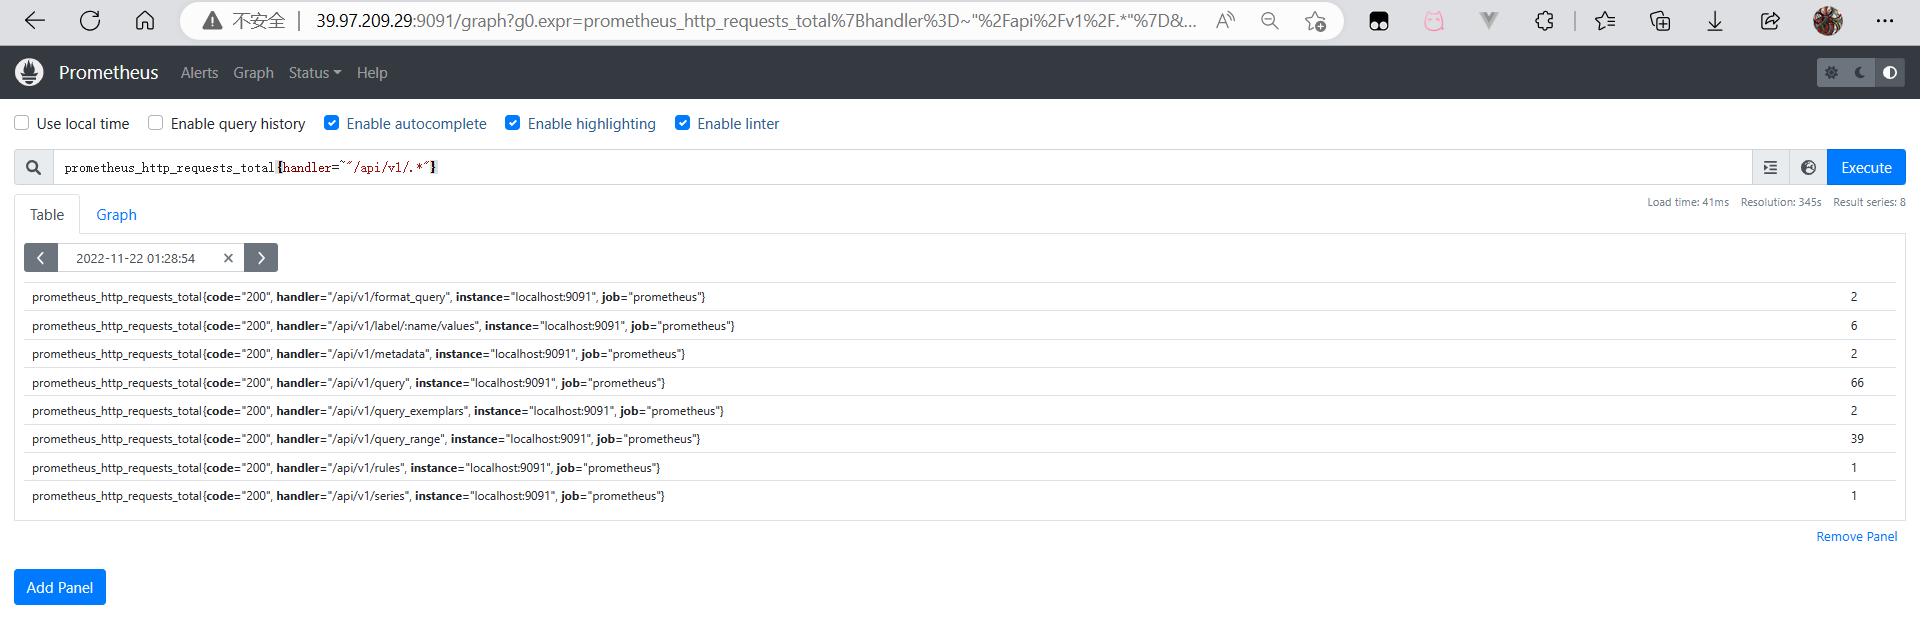 不安全 | 39.97.209.29:9091/graph?g0.expr=prometheus_http_requests_total%7Bhandler%3D~"%2Fapi%2Fv1%2F.*"%7D&...
Prometheus Alerts Graph Status Help
Use local time Enable query history Enable autocomplete Enable highlighting Enable linter
prometheus_http_requests_total{handler=~"/api/v1/.*"} Execute
Table Graph Load time: 41ms Resolution: 345s Result series: 8
2022-11-22 01:28:54
prometheus_http_requests_total{code="200", handler="/api/v1/format_query", instance="localhost:9091", job="prometheus"} 2
prometheus_http_requests_total{code="200", handler="/api/v1/label/:name/values", instance="localhost:9091", job="prometheus"} 6
prometheus_http_requests_total{code="200", handler="/api/v1/metadata", instance="localhost:9091", job="prometheus"} 2
prometheus_http_requests_total{code="200", handler="/api/v1/query", instance="localhost:9091", job="prometheus"} 66
prometheus_http_requests_total{code="200", handler="/api/v1/query_exemplars", instance="localhost:9091", job="prometheus"} 2
prometheus_http_requests_total{code="200", handler="/api/v1/query_range", instance="localhost:9091", job="prometheus"} 39
prometheus_http_requests_total{code="200", handler="/api/v1/rules", instance="localhost:9091", job="prometheus"} 1
prometheus_http_requests_total{code="200", handler="/api/v1/series", instance="localhost:9091", job="prometheus"} 1
Remove Panel
Add Panel